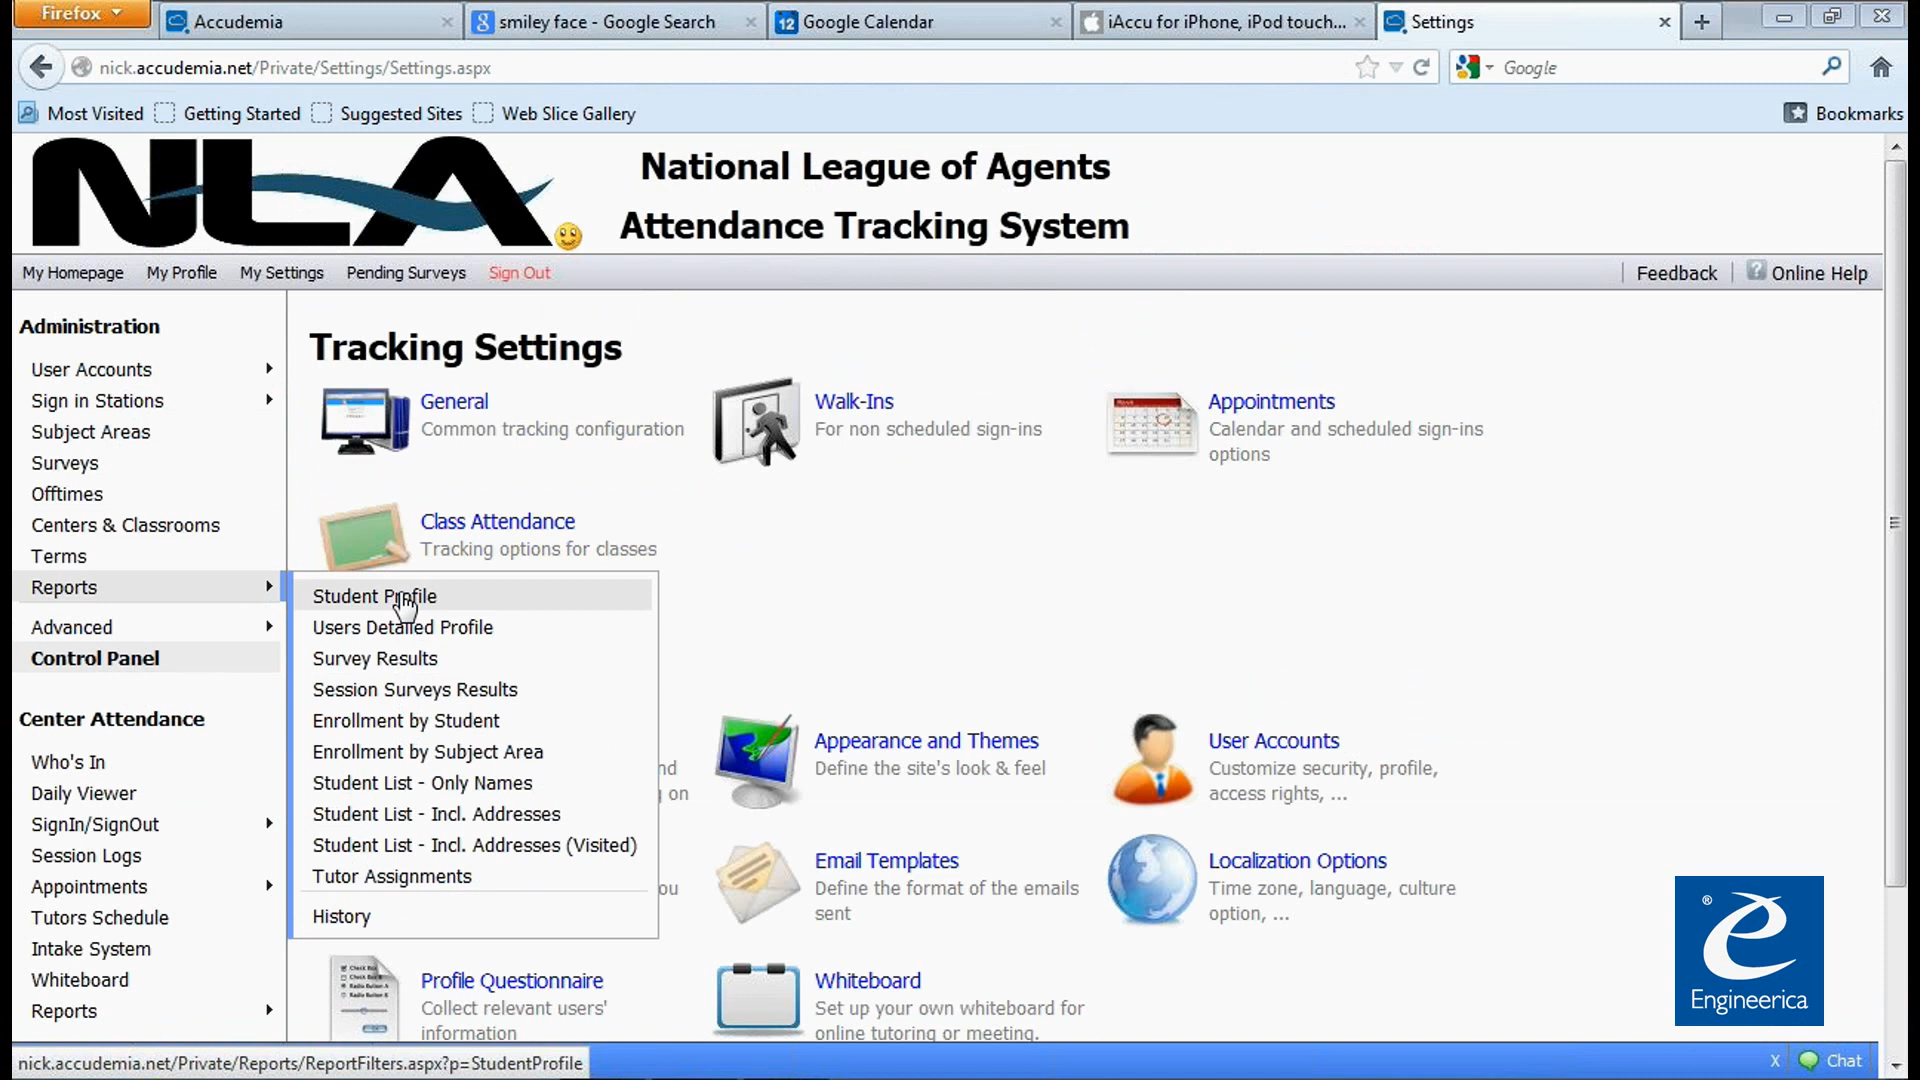 Firefox
Accudemia
smiley face - Google Search
12
Google Calendar
iAccu for iPhone, iPod touch...
Settings
nick.accudemia.net/Private/Settings/Settings.aspx
Google
Most Visited
Getting Started
Suggested Sites
Web Slice Gallery
Bookmarks
NLA
National League of Agents
Attendance Tracking System
My Homepage
My Profile
My Settings
Pending Surveys
Sign Out
Feedback
Online Help
Administration
User Accounts
Sign in Stations
Subject Areas
Surveys
Offtimes
Centers & Classrooms
Terms
Reports
Advanced
Control Panel
Center Attendance
Who's In
Daily Viewer
SignIn/SignOut
Session Logs
Appointments
Tutors Schedule
Intake System
Whiteboard
Reports
Tracking Settings
General
Common tracking configuration
Walk-Ins
For non scheduled sign-ins
Appointments
Calendar and scheduled sign-ins
options
Class Attendance
Tracking options for classes
Student Profile
Users Detailed Profile
Survey Results
Session Surveys Results
Enrollment by Student
Enrollment by Subject Area
Student List - Only Names
Student List - Incl. Addresses
Student List - Incl. Addresses (Visited)
Tutor Assignments
History
nd
g on
Appearance and Themes
Define the site's look & feel
User Accounts
Customize security, profile,
access rights, ...
ou
Email Templates
Define the format of the emails
sent
Localization Options
Time zone, language, culture
option, ...
Profile Questionnaire
Collect relevant users'
information
Whiteboard
Set up your own whiteboard for
online tutoring or meeting.
® e
Engineerica
nick.accudemia.net/Private/Reports/ReportFilters.aspx?p=StudentProfile
X
Chat